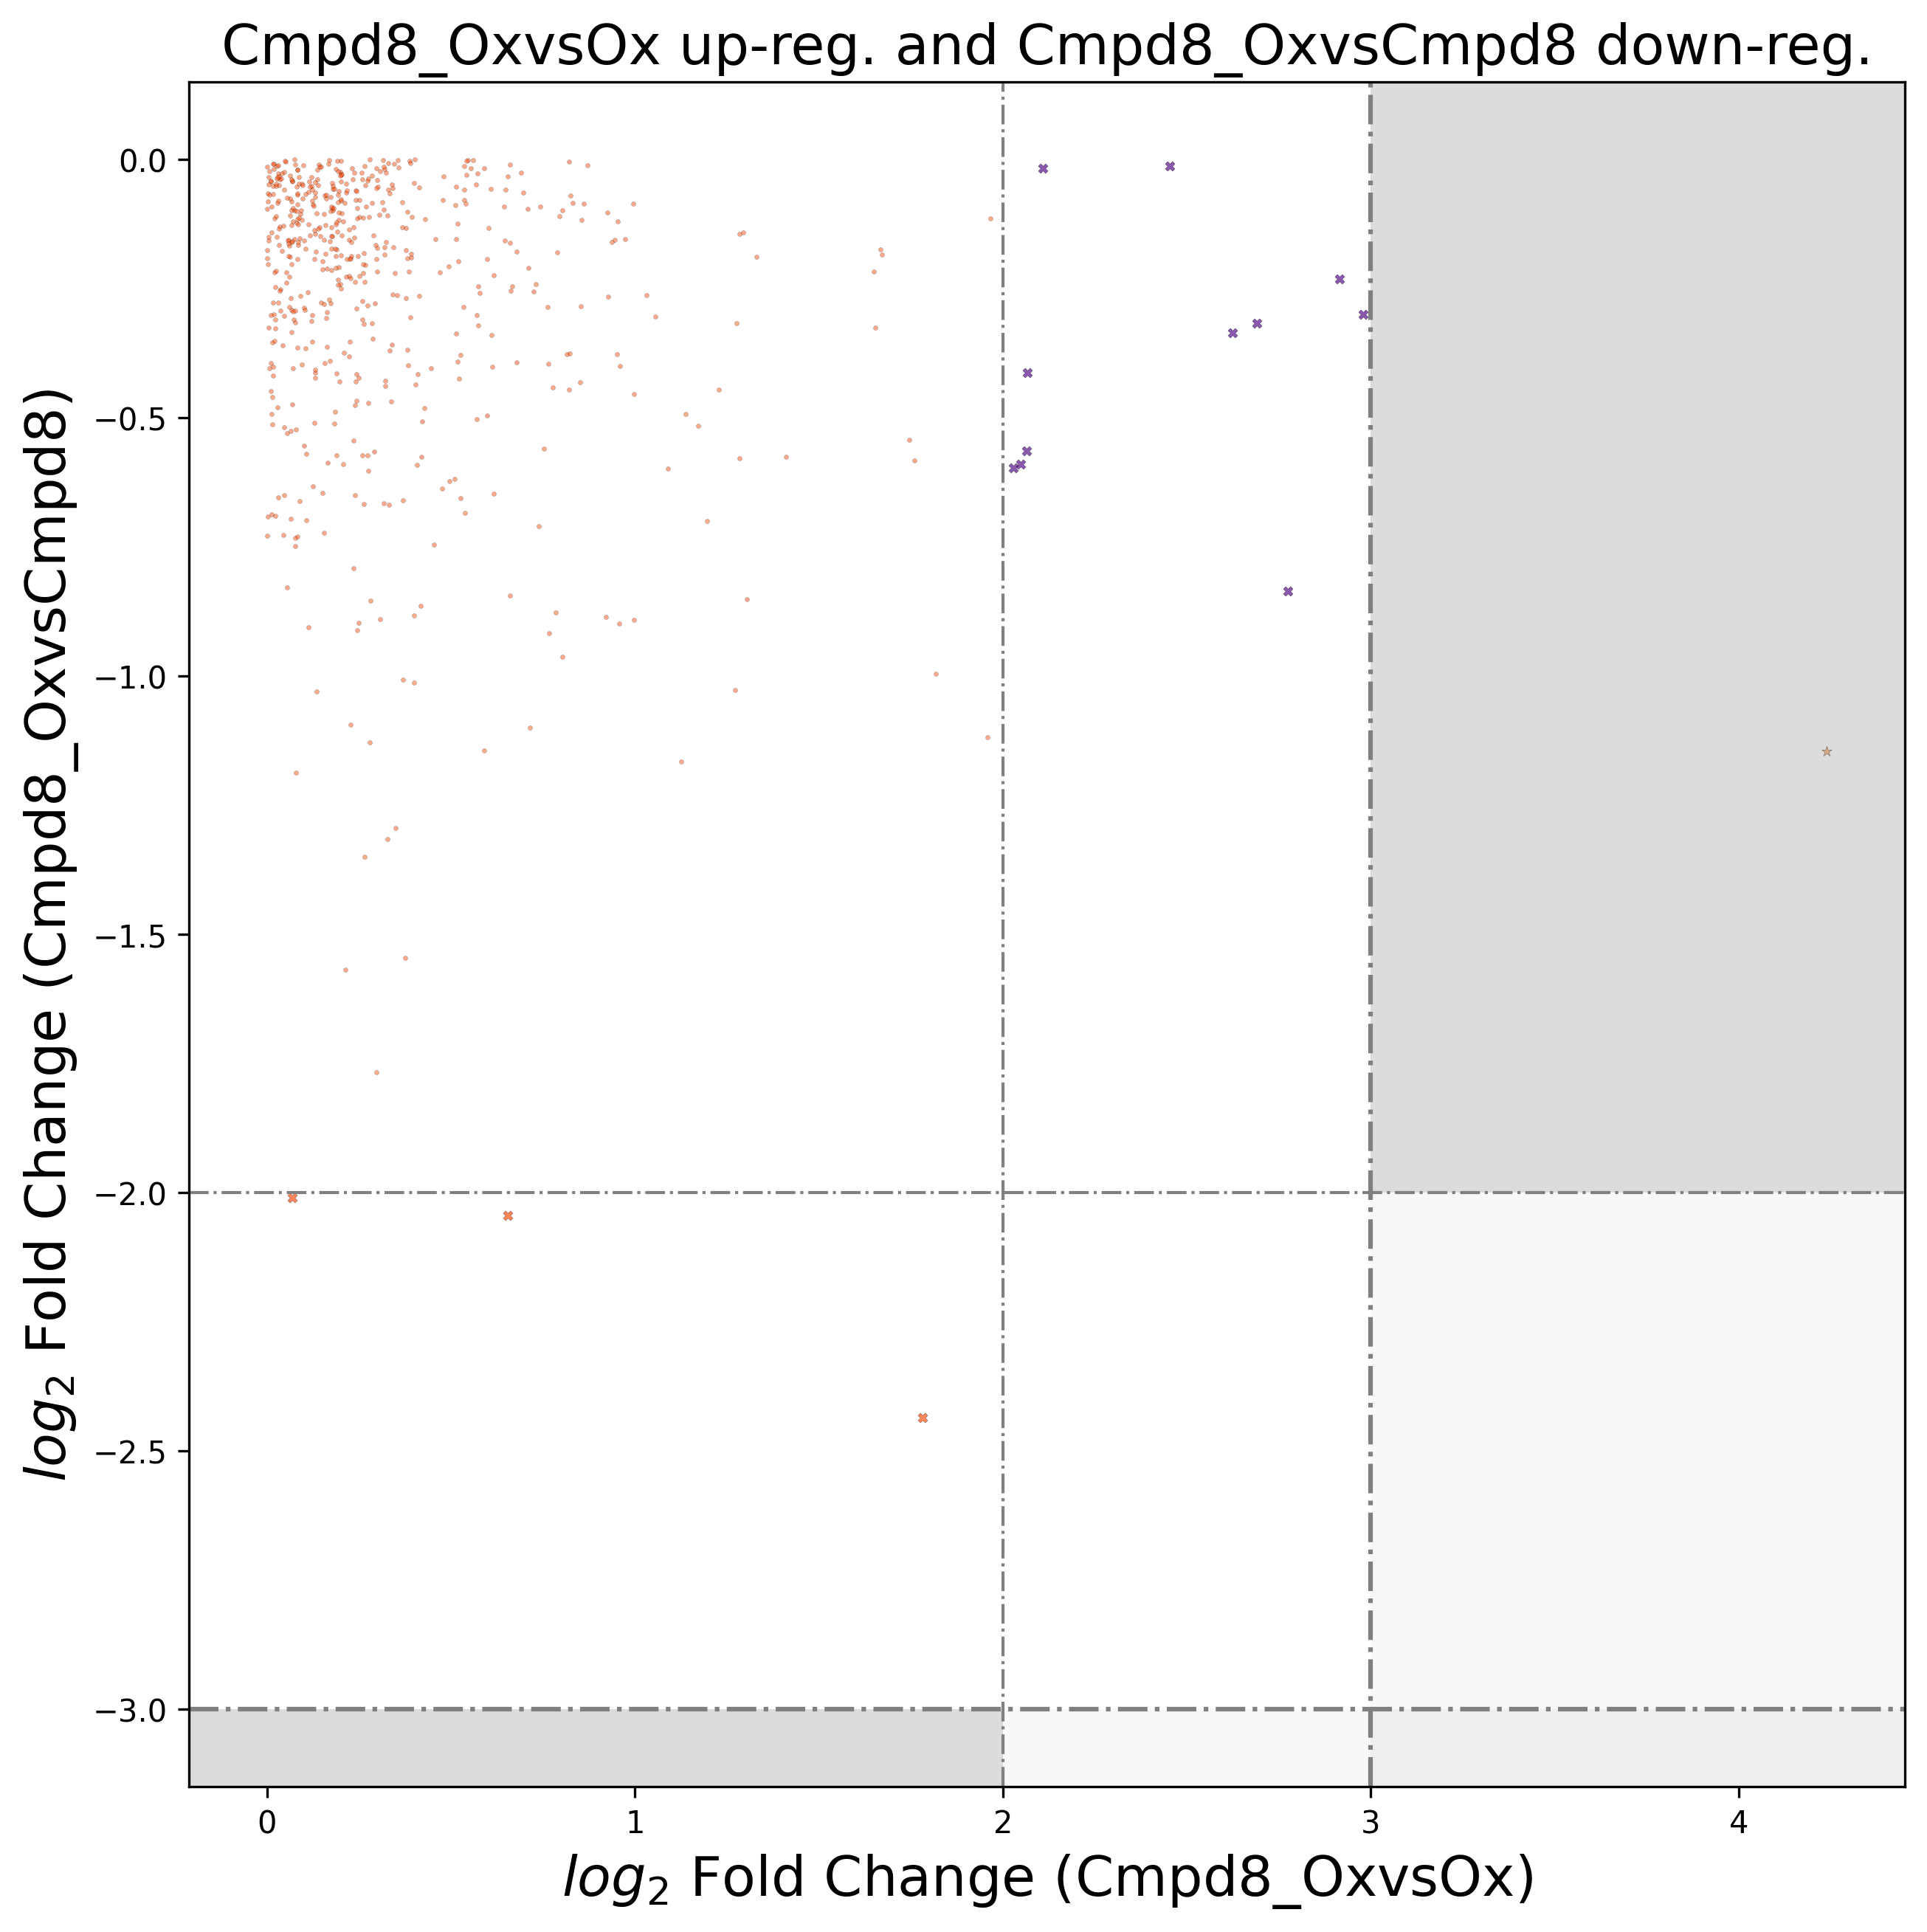 Cmpd8_OxvsOx up-reg. and Cmpd8_OxvsCmpd8 down-reg.
log₂ Fold Change (Cmpd8_OxvsCmpd8)
0.0
−0.5
−1.0
−1.5
−2.0
−2.5
−3.0
0 1 2 3 4
log₂ Fold Change (Cmpd8_OxvsOx)